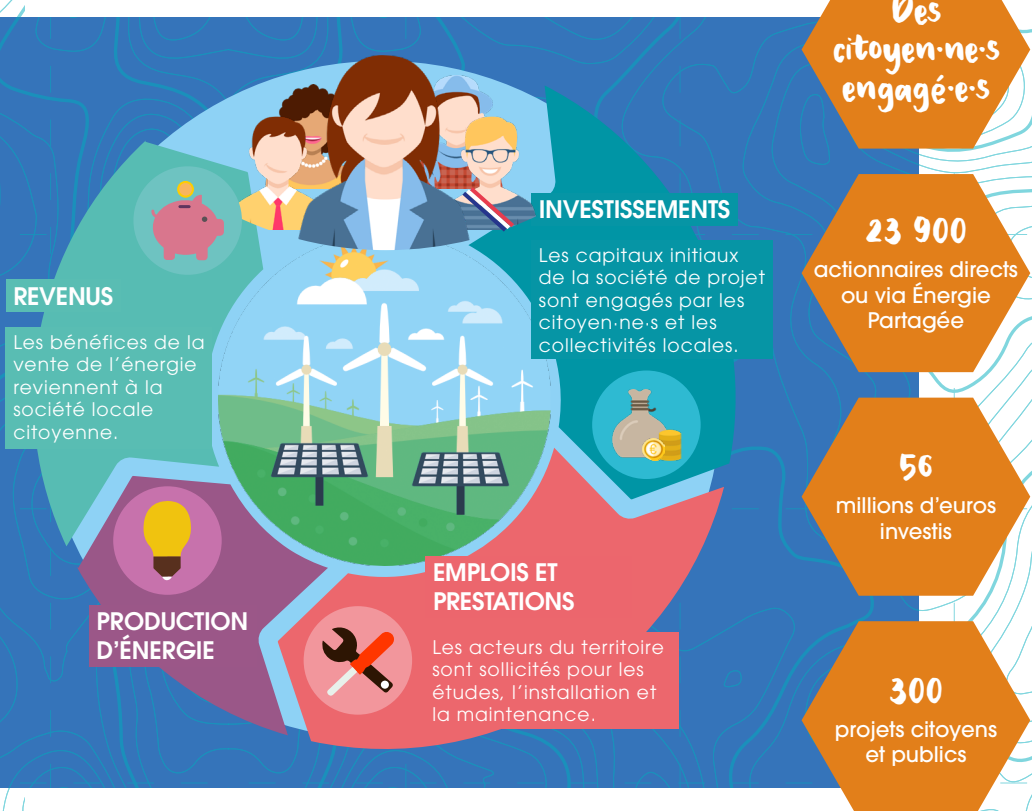 Des
citoyen·ne·s
engagé·e·s
INVESTISSEMENTS
Les capitaux initiaux
de la société de projet
sont engagés par les
citoyen·ne·s et les
collectivités locales.
REVENUS
Les bénéfices de la
vente de l'énergie
reviennent à la
société locale
citoyenne.
EMPLOIS ET
PRESTATIONS
Les acteurs du territoire
sont sollicités pour les
études, l'installation et
la maintenance.
PRODUCTION
D'ÉNERGIE
23 900
actionnaires directs
ou via Énergie
Partagée
56
millions d'euros
investis
300
projets citoyens
et publics